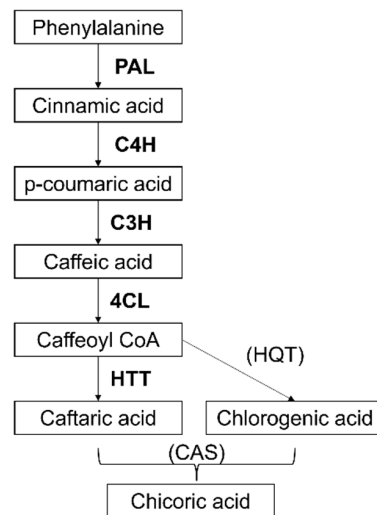 Phenylalanine
PAL
Cinnamic acid
C4H
p-coumaric acid
C3H
Caffeic acid
4CL
Caffeoyl CoA
(HQT)
HTT
Caftaric acid
Chlorogenic acid
(CAS)
Chicoric acid